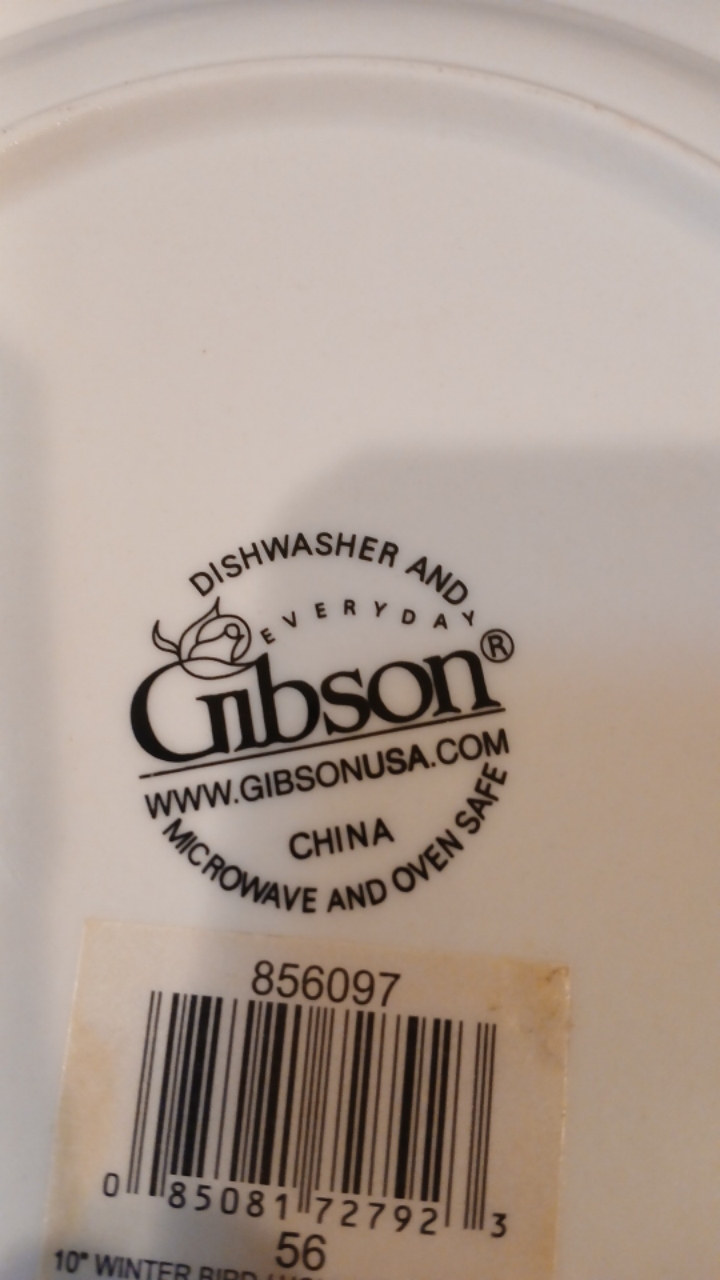 DISHWASHER AND
EVERYDAY
Gibson®
WWW.GIBSONUSA.COM
CHINA
MICROWAVE AND OVEN SAFE
856097
0 85081 72792 3
56
10" WINTER BIRD